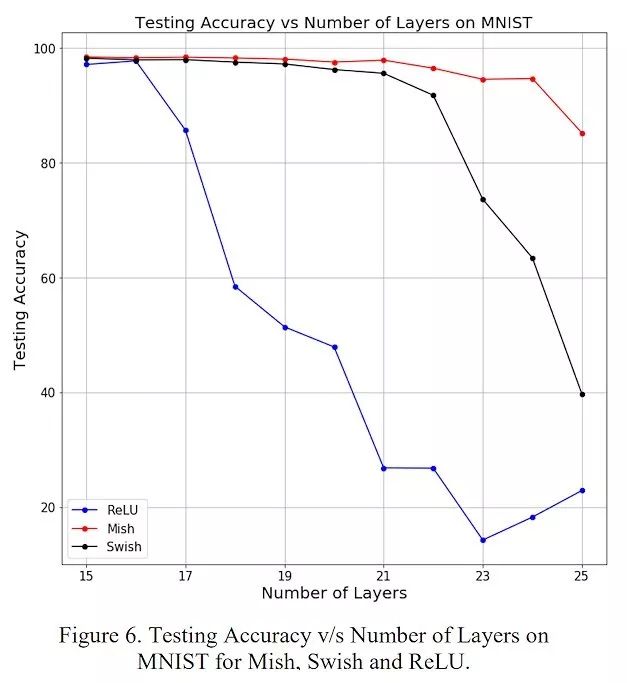 Testing Accuracy vs Number of Layers on MNIST
100
80
60
40
20
Testing Accuracy
ReLU
Mish
Swish
15 17 19 21 23 25
Number of Layers
Figure 6. Testing Accuracy v/s Number of Layers on
MNIST for Mish, Swish and ReLU.